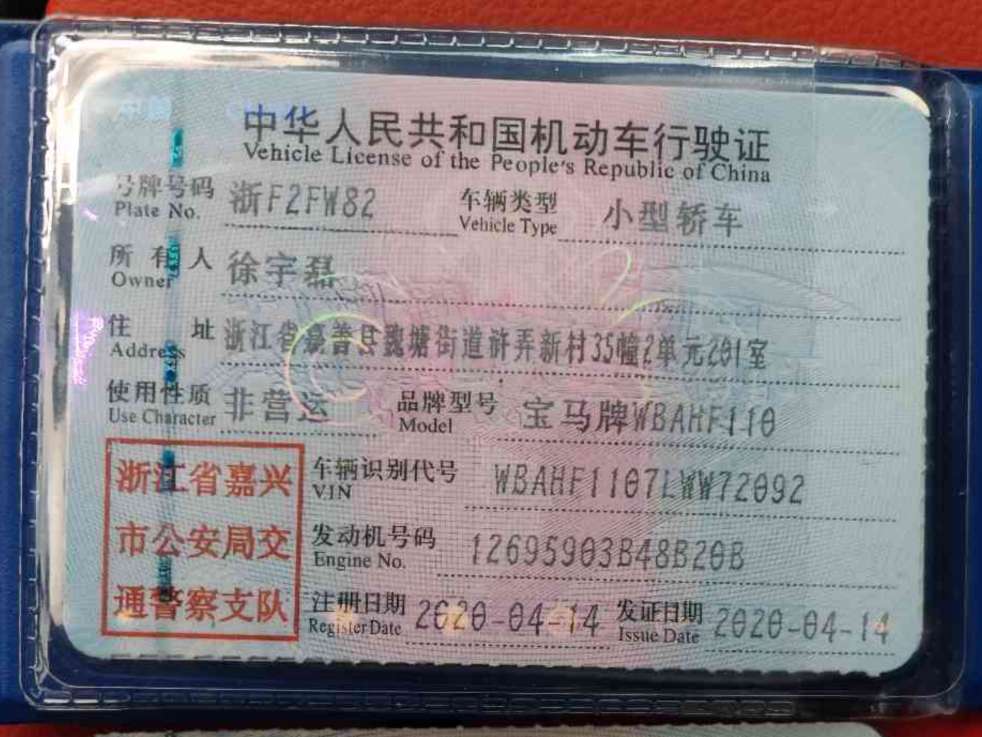 中华人民共和国机动车行驶证
Vehicle License of the People's Republic of China
号牌号码 浙F2FW82 车辆类型 小型轿车
Plate No. Vehicle Type
所有人 徐宇磊
Owner
住址 浙江省嘉善县魏塘街道浒弄新村35幢2单元201室
Address
使用性质 非营运 品牌型号 宝马牌WBAHF110
Use Character Model
浙江省嘉兴
市公安局交
通警察支队
车辆识别代号 WBAHF1107LWW72092
VIN
发动机号码 12695903B48B20B
Engine No.
注册日期 2020-04-14 发证日期 2020-04-14
Register Date Issue Date